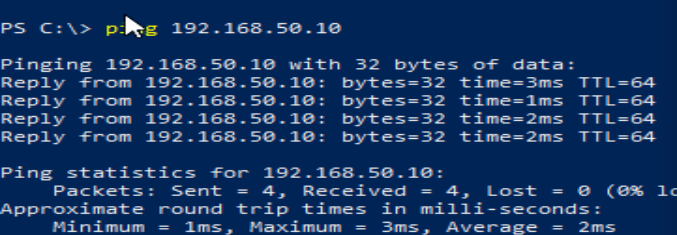 PS C:\> ping 192.168.50.10
Pinging 192.168.50.10 with 32 bytes of data:
Reply from 192.168.50.10: bytes=32 time=3ms TTL=64
Reply from 192.168.50.10: bytes=32 time=1ms TTL=64
Reply from 192.168.50.10: bytes=32 time=2ms TTL=64
Reply from 192.168.50.10: bytes=32 time=2ms TTL=64
Ping statistics for 192.168.50.10:
Packets: Sent = 4, Received = 4, Lost = 0 (0% lo
Approximate round trip times in milli-seconds:
Minimum = 1ms, Maximum = 3ms, Average = 2ms